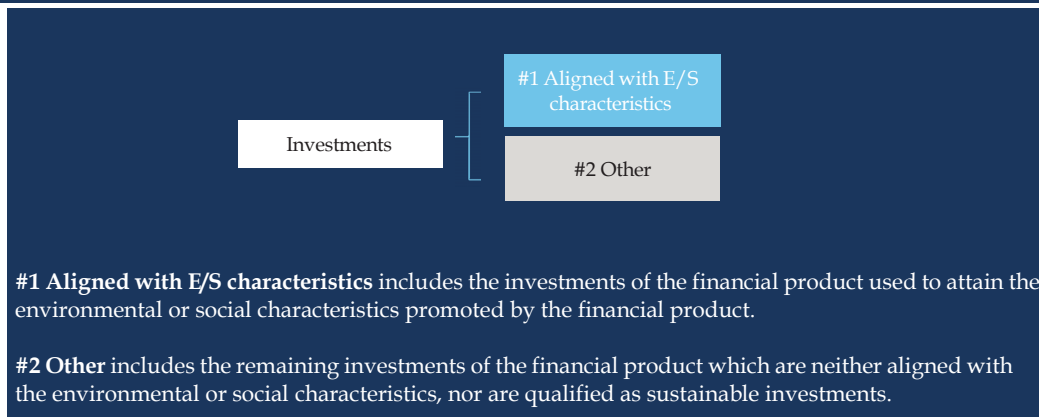 #1 Aligned with E/S
characteristics
Investments
#2 Other
#1 Aligned with E/S characteristics includes the investments of the financial product used to attain the
environmental or social characteristics promoted by the financial product.
#2 Other includes the remaining investments of the financial product which are neither aligned with
the environmental or social characteristics, nor are qualified as sustainable investments.